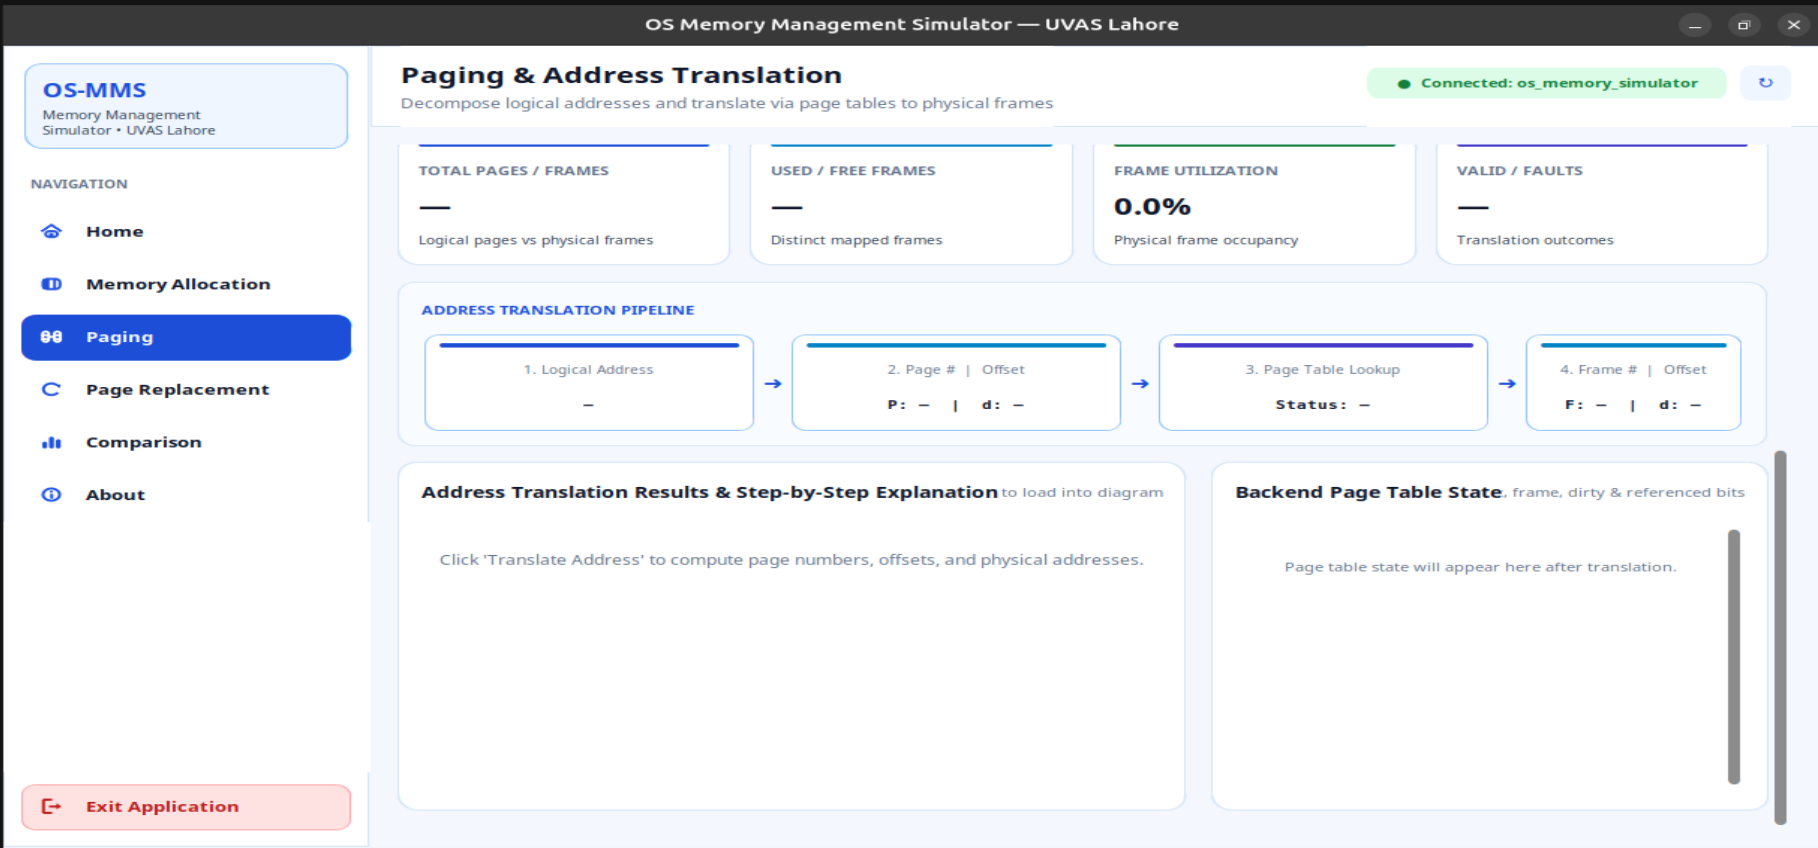 OS Memory Management Simulator — UVAS Lahore
OS-MMS
Memory Management
Simulator • UVAS Lahore
NAVIGATION
Home
Memory Allocation
Paging
Page Replacement
Comparison
About
Exit Application
Paging & Address Translation
Decompose logical addresses and translate via page tables to physical frames
● Connected: os_memory_simulator
↻
TOTAL PAGES / FRAMES
—
Logical pages vs physical frames
USED / FREE FRAMES
—
Distinct mapped frames
FRAME UTILIZATION
0.0%
Physical frame occupancy
VALID / FAULTS
—
Translation outcomes
ADDRESS TRANSLATION PIPELINE
1. Logical Address
—
→
2. Page # | Offset
P: — | d: —
→
3. Page Table Lookup
Status: —
→
4. Frame # | Offset
F: — | d: —
Address Translation Results & Step-by-Step Explanation to load into diagram
Click 'Translate Address' to compute page numbers, offsets, and physical addresses.
Backend Page Table State, frame, dirty & referenced bits
Page table state will appear here after translation.